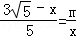 (3√5 − x)/5 = π/x